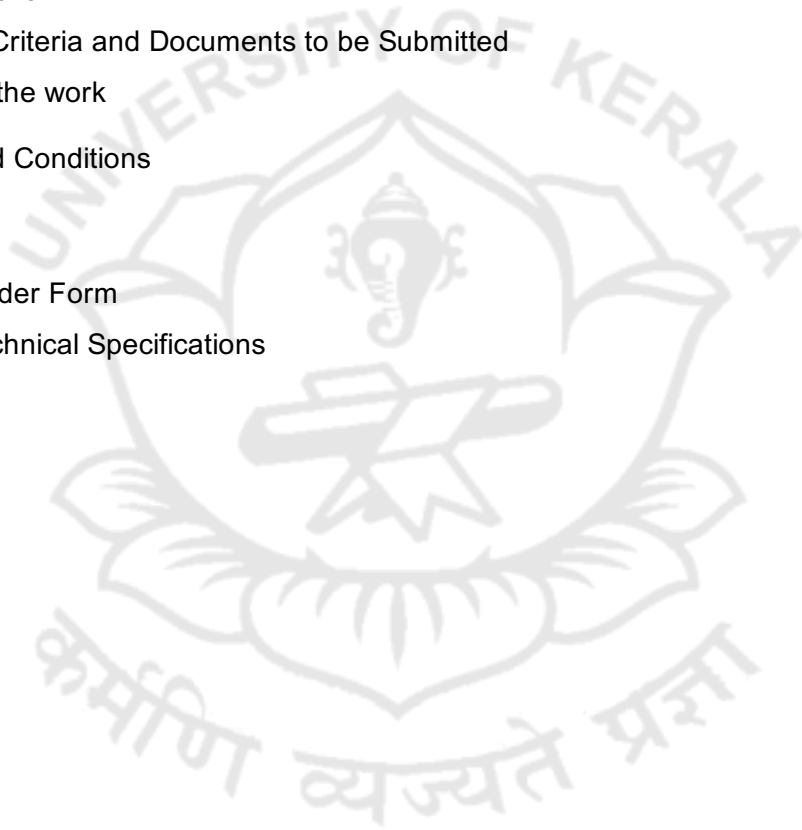 Criteria and Documents to be Submitted
the work
Conditions
der Form
chnical Specifications
UNIVERSITY OF KERALA
कर्मणि व्यज्यते प्रज्ञा